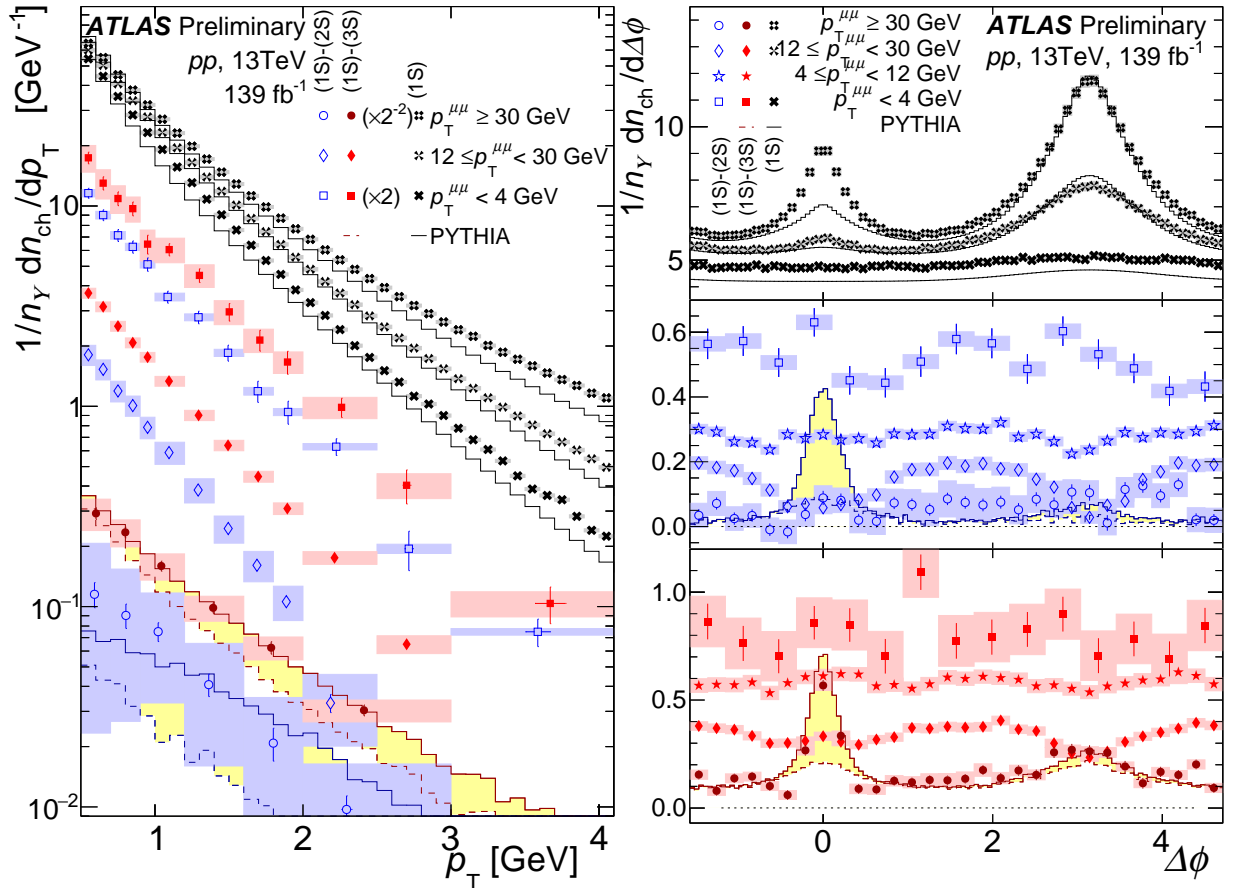 ATLAS Preliminary
pp, 13TeV
139 fb⁻¹
(1S)-(2S)
(1S)-(3S)
(1S)
(×2⁻²) p_T^μμ ≥ 30 GeV
12 ≤ p_T^μμ < 30 GeV
(×2) p_T^μμ < 4 GeV
PYTHIA
1/n_Y dn_ch/dp_T [GeV⁻¹]
10
1
10⁻¹
10⁻²
1 2 3 4
p_T [GeV]
ATLAS Preliminary
pp, 13TeV, 139 fb⁻¹
p_T^μμ ≥ 30 GeV
12 ≤ p_T^μμ < 30 GeV
4 ≤ p_T^μμ < 12 GeV
p_T^μμ < 4 GeV
PYTHIA
(1S)-(2S)
(1S)-(3S)
(1S)
1/n_Y dn_ch/dΔϕ
10
5
0.6
0.4
0.2
0.0
1.0
0.5
0.0
0 2 4
Δϕ